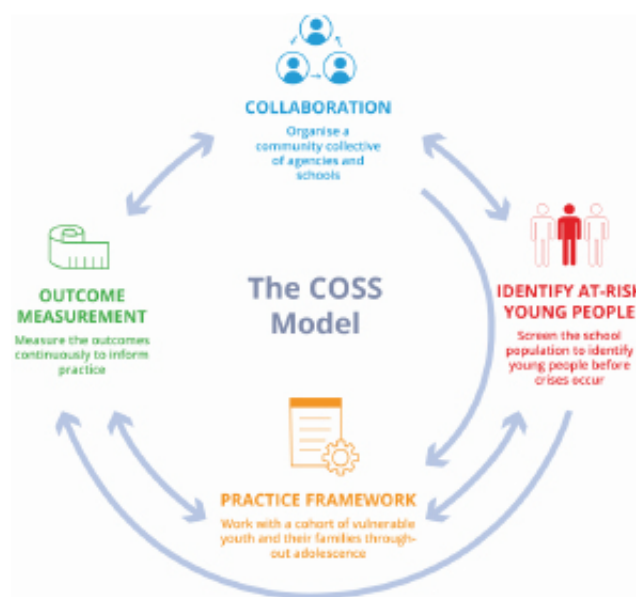 COLLABORATION
Organise a
community collective
of agencies and
schools
The COSS
Model
OUTCOME
MEASUREMENT
Measure the outcomes
continuously to inform
practice
IDENTIFY AT-RISK
YOUNG PEOPLE
Screen the school
population to identify
young people before
crises occur
PRACTICE FRAMEWORK
Work with a cohort of vulnerable
youth and their families through-
out adolescence